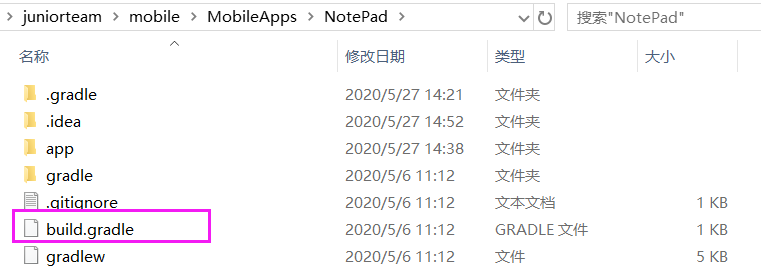 juniorteam > mobile > MobileApps > NotePad > 搜索"NotePad"
名称 修改日期 类型 大小
.gradle 2020/5/27 14:21 文件夹
.idea 2020/5/27 14:52 文件夹
app 2020/5/27 14:38 文件夹
gradle 2020/5/6 11:12 文件夹
.gitignore 2020/5/6 11:12 文本文档 1 KB
build.gradle 2020/5/6 11:12 GRADLE 文件 1 KB
gradlew 2020/5/6 11:12 文件 5 KB